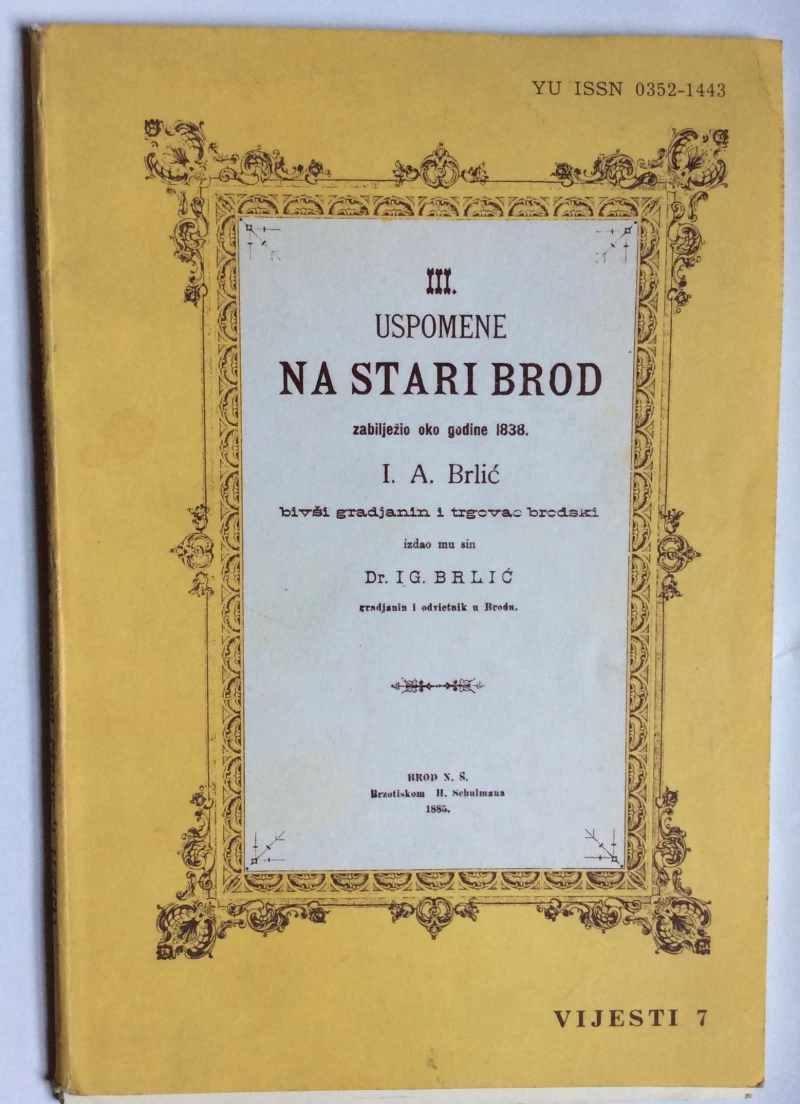 YU ISSN 0352-1443
III.
USPOMENE
NA STARI BROD
zabilježio oko godine 1838.
I. A. Brlić
bivši gradjanin i trgovac brodski
izdao mu sin
Dr. IG. BRLIĆ
gradjanin i odvietnik u Brodu.
BROD N. S.
Brzotiskom H. Schulmana
1885.
VIJESTI 7